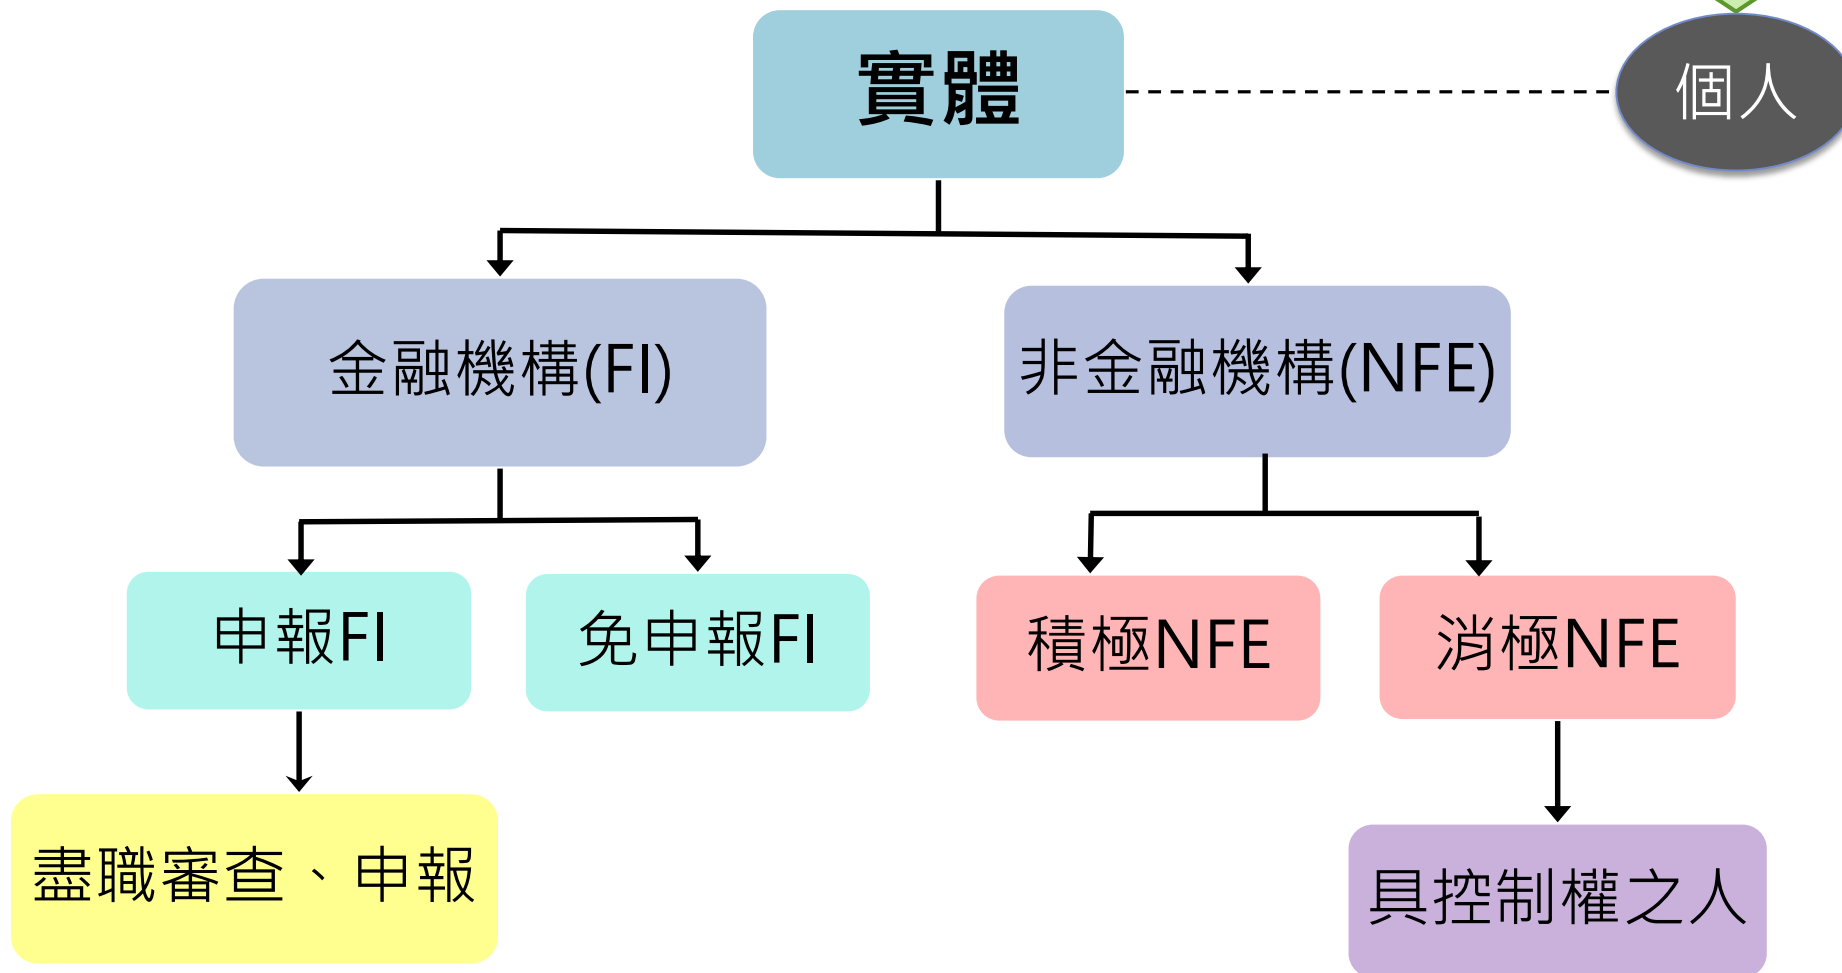 實體
個人
金融機構(FI)
非金融機構(NFE)
申報FI
免申報FI
積極NFE
消極NFE
盡職審查、申報
具控制權之人